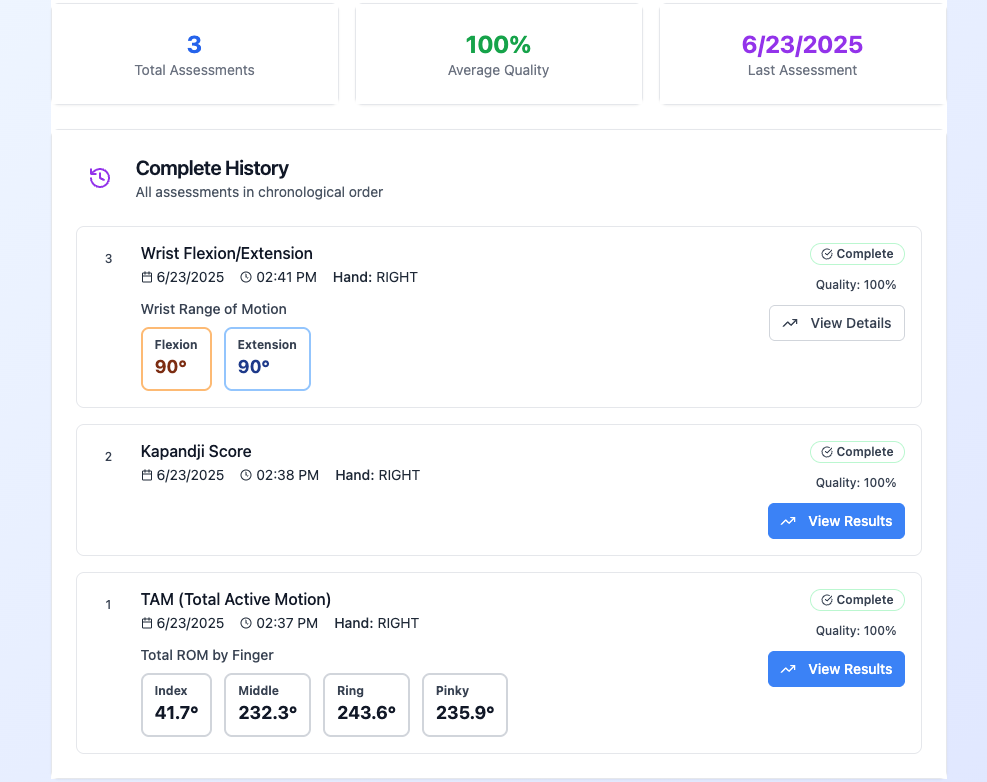 3
Total Assessments
100%
Average Quality
6/23/2025
Last Assessment
Complete History
All assessments in chronological order
3
Wrist Flexion/Extension
6/23/2025 02:41 PM Hand: RIGHT
Wrist Range of Motion
Flexion
90°
Extension
90°
Complete
Quality: 100%
View Details
2
Kapandji Score
6/23/2025 02:38 PM Hand: RIGHT
Complete
Quality: 100%
View Results
1
TAM (Total Active Motion)
6/23/2025 02:37 PM Hand: RIGHT
Total ROM by Finger
Index
41.7°
Middle
232.3°
Ring
243.6°
Pinky
235.9°
Complete
Quality: 100%
View Results